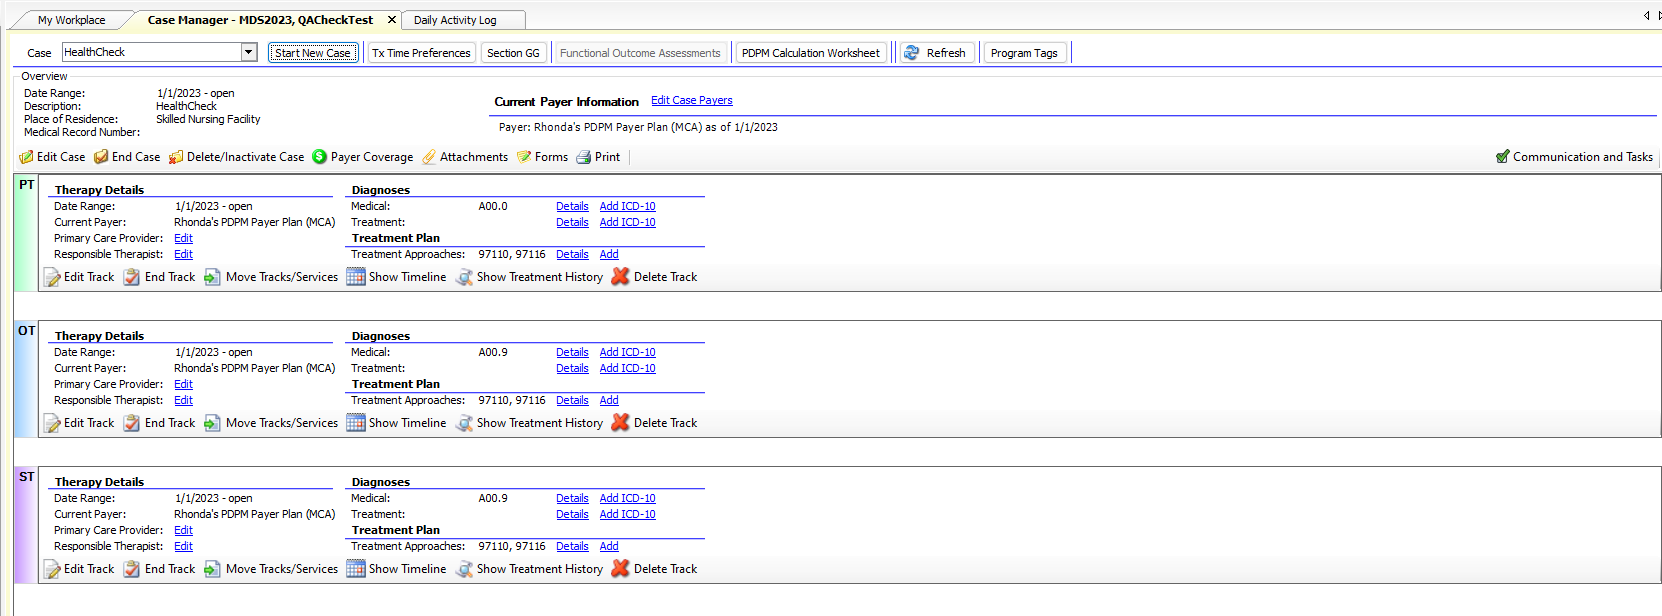 My Workplace Case Manager - MDS2023, QACheckTest Daily Activity Log
Case HealthCheck Start New Case Tx Time Preferences Section GG Functional Outcome Assessments PDPM Calculation Worksheet Refresh Program Tags
Overview
Date Range: 1/1/2023 - open
Description: HealthCheck
Place of Residence: Skilled Nursing Facility
Medical Record Number:
Current Payer Information Edit Case Payers
Payer: Rhonda's PDPM Payer Plan (MCA) as of 1/1/2023
Edit Case End Case Delete/Inactivate Case Payer Coverage Attachments Forms Print Communication and Tasks
PT
Therapy Details Diagnoses
Date Range: 1/1/2023 - open Medical: A00.0 Details Add ICD-10
Current Payer: Rhonda's PDPM Payer Plan (MCA) Treatment: Details Add ICD-10
Primary Care Provider: Edit Treatment Plan
Responsible Therapist: Edit Treatment Approaches: 97110, 97116 Details Add
Edit Track End Track Move Tracks/Services Show Timeline Show Treatment History Delete Track
OT
Therapy Details Diagnoses
Date Range: 1/1/2023 - open Medical: A00.9 Details Add ICD-10
Current Payer: Rhonda's PDPM Payer Plan (MCA) Treatment: Details Add ICD-10
Primary Care Provider: Edit Treatment Plan
Responsible Therapist: Edit Treatment Approaches: 97110, 97116 Details Add
Edit Track End Track Move Tracks/Services Show Timeline Show Treatment History Delete Track
ST
Therapy Details Diagnoses
Date Range: 1/1/2023 - open Medical: A00.9 Details Add ICD-10
Current Payer: Rhonda's PDPM Payer Plan (MCA) Treatment: Details Add ICD-10
Primary Care Provider: Edit Treatment Plan
Responsible Therapist: Edit Treatment Approaches: 97110, 97116 Details Add
Edit Track End Track Move Tracks/Services Show Timeline Show Treatment History Delete Track